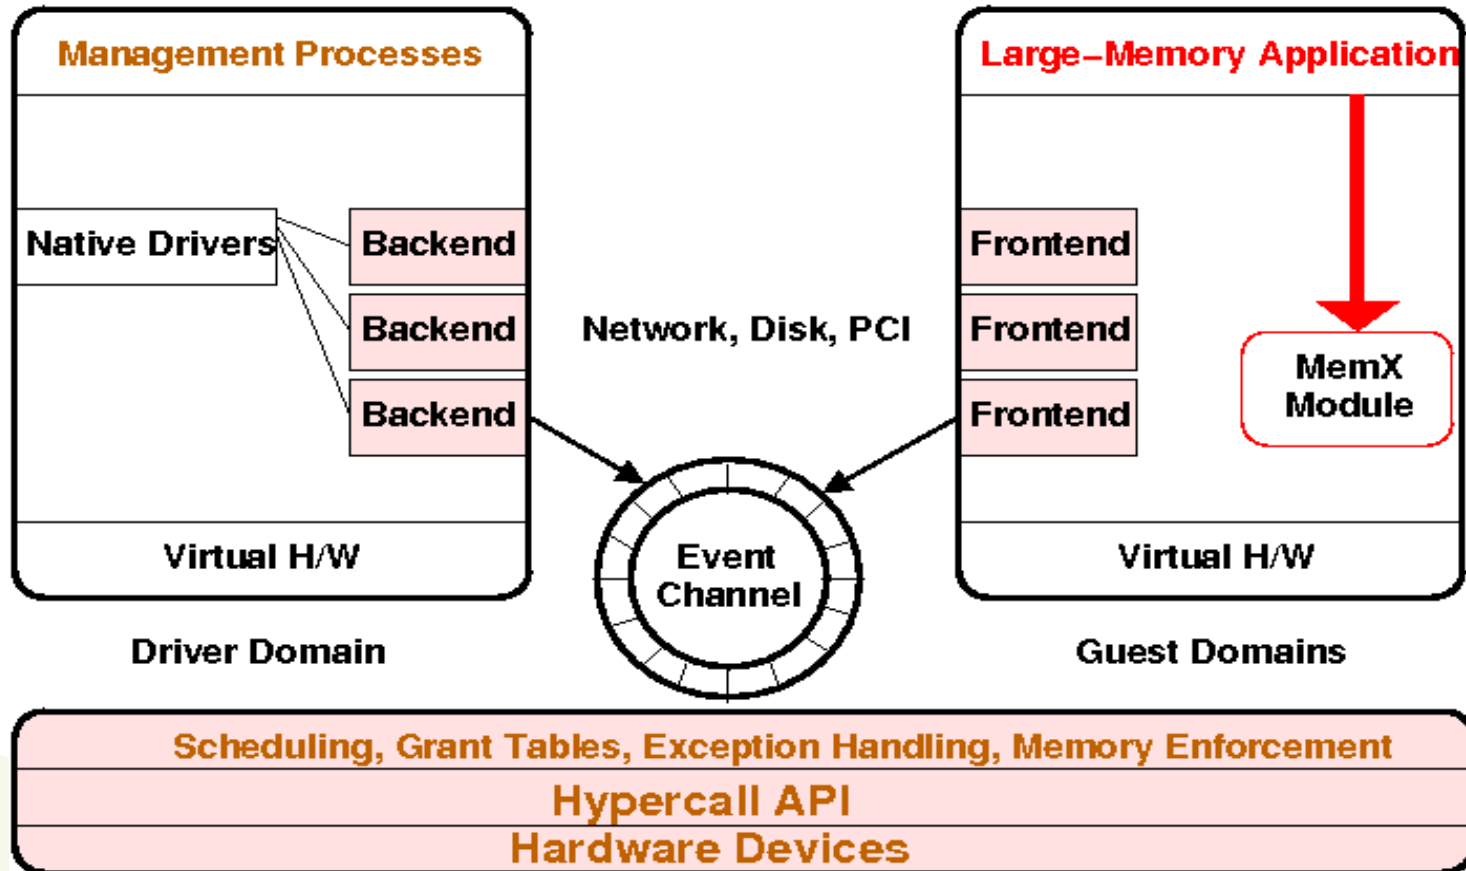 Management Processes
Large-Memory Application
Native Drivers
Backend
Backend
Backend
Network, Disk, PCI
Frontend
Frontend
Frontend
MemX
Module
Virtual H/W
Event
Channel
Virtual H/W
Driver Domain
Guest Domains
Scheduling, Grant Tables, Exception Handling, Memory Enforcement
Hypercall API
Hardware Devices